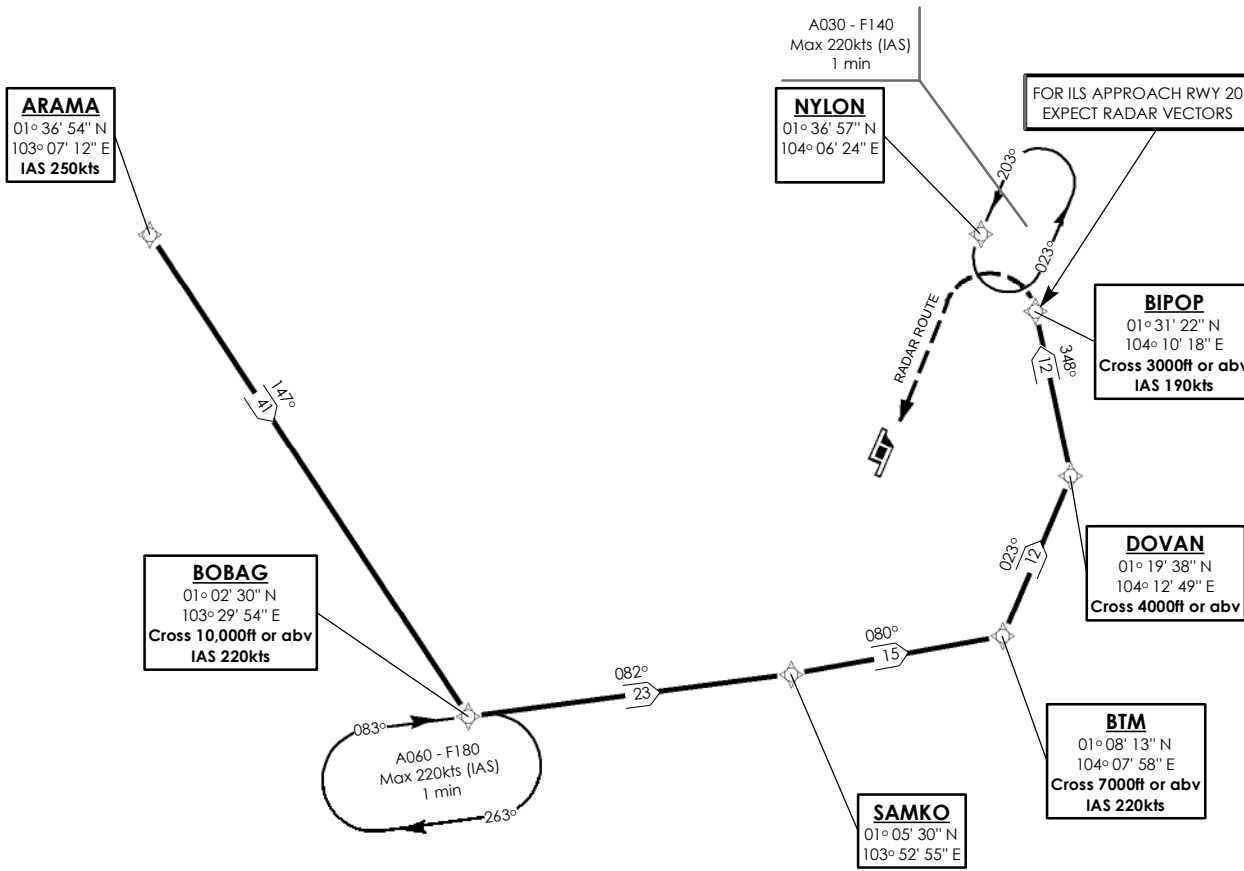 A030 - F140
Max 220kts (IAS)
1 min
ARAMA
01° 36' 54" N
103° 07' 12" E
IAS 250kts
NYLON
01° 36' 57" N
104° 06' 24" E
FOR ILS APPROACH RWY 20
EXPECT RADAR VECTORS
203°
023°
RADAR ROUTE
BIPOP
01° 31' 22" N
104° 10' 18" E
Cross 3000ft or abv
IAS 190kts
348°
12
147°
41
DOVAN
01° 19' 38" N
104° 12' 49" E
Cross 4000ft or abv
023°
12
BOBAG
01° 02' 30" N
103° 29' 54" E
Cross 10,000ft or abv
IAS 220kts
082°
23
080°
15
083°
A060 - F180
Max 220kts (IAS)
1 min
263°
BTM
01° 08' 13" N
104° 07' 58" E
Cross 7000ft or abv
IAS 220kts
SAMKO
01° 05' 30" N
103° 52' 55" E